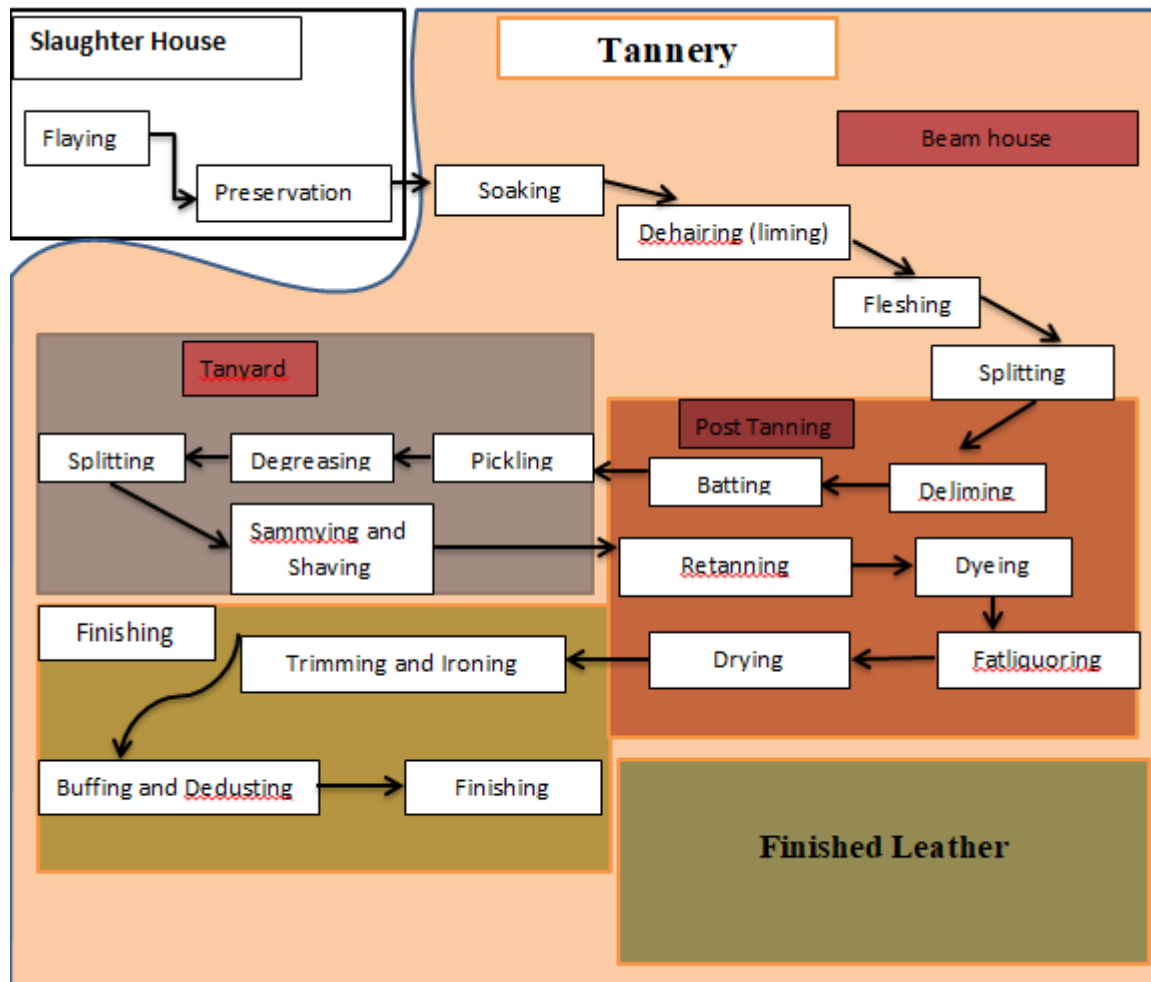 Slaughter House
Tannery
Flaying
Beam house
Preservation
Soaking
Dehairing (liming)
Fleshing
Tanyard
Splitting
Post Tanning
Splitting
Degreasing
Pickling
Batting
Deliming
Sammying and
Shaving
Retanning
Dyeing
Finishing
Trimming and Ironing
Drying
Fatliquoring
Buffing and Dedusting
Finishing
Finished Leather